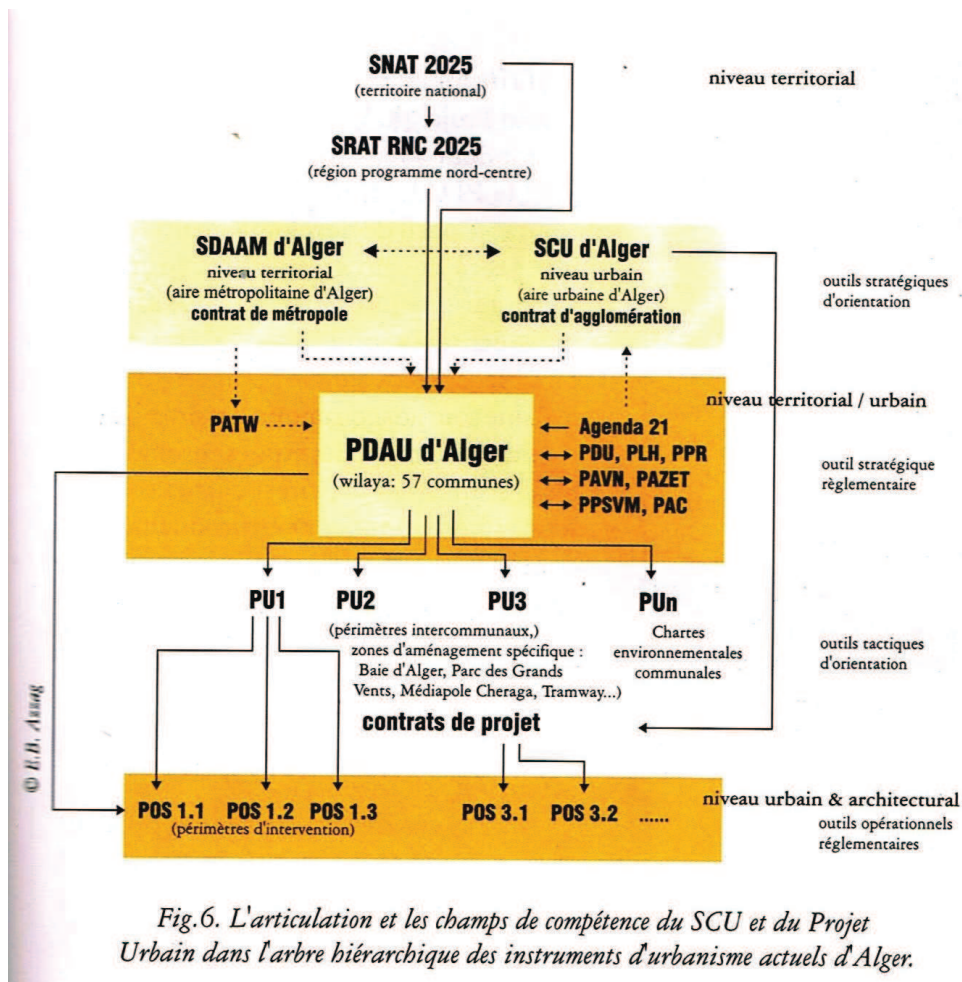 SNAT 2025
(territoire national)
niveau territorial
SRAT RNC 2025
(région programme nord-centre)
SDAAM d'Alger
niveau territorial
(aire métropolitaine d'Alger)
contrat de métropole
SCU d'Alger
niveau urbain
(aire urbaine d'Alger)
contrat d'agglomération
outils stratégiques
d'orientation
niveau territorial / urbain
PATW
PDAU d'Alger
(wilaya: 57 communes)
Agenda 21
PDU, PLH, PPR
PAVN, PAZET
PPSVM, PAC
outil stratégique
règlementaire
PU1
PU2
PU3
PUn
(périmètres intercommunaux,)
zones d'aménagement spécifique :
Baie d'Alger, Parc des Grands
Vents, Médiapole Cheraga, Tramway...)
Chartes
environnementales
communales
outils tactiques
d'orientation
contrats de projet
© E.B. Azzag
POS 1.1
POS 1.2
POS 1.3
(périmètres d'intervention)
POS 3.1
POS 3.2
......
niveau urbain & architectural
outils opérationnels
réglementaires
Fig.6. L'articulation et les champs de compétence du SCU et du Projet
Urbain dans l'arbre hiérarchique des instruments d'urbanisme actuels d'Alger.